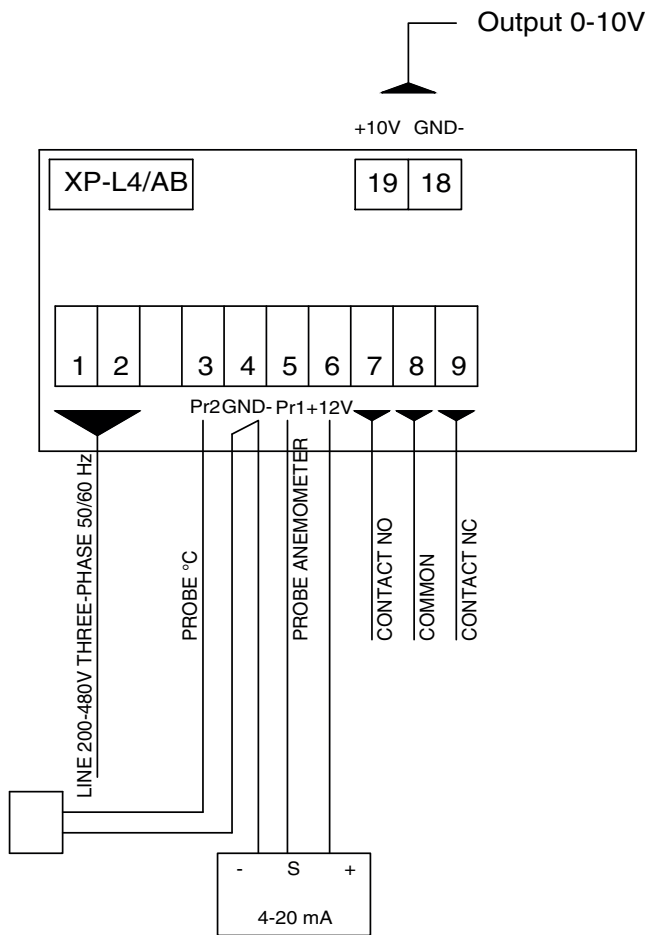 Output 0-10V
+10V GND-
XP-L4/AB
19 18
1 2 3 4 5 6 7 8 9
Pr2 GND- Pr1 +12V
LINE 200-480V THREE-PHASE 50/60 Hz
PROBE °C
PROBE ANEMOMETER
CONTACT NO
COMMON
CONTACT NC
- S +
4-20 mA